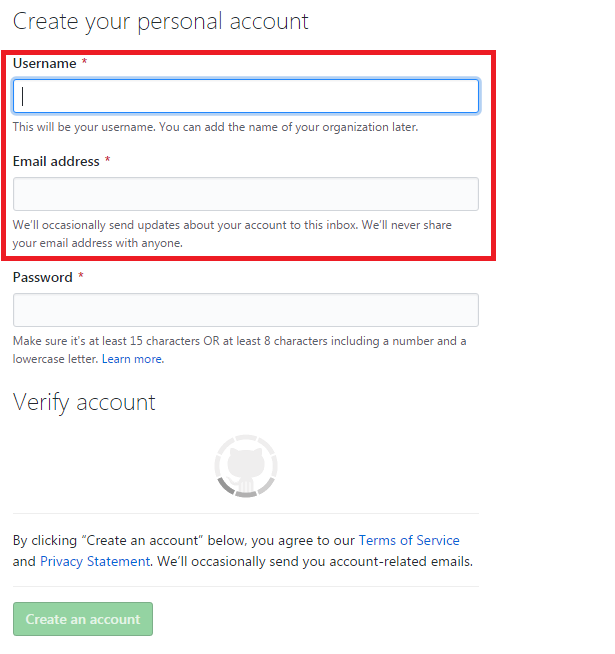 Create your personal account
Username *
This will be your username. You can add the name of your organization later.
Email address *
We'll occasionally send updates about your account to this inbox. We'll never share
your email address with anyone.
Password *
Make sure it's at least 15 characters OR at least 8 characters including a number and a
lowercase letter. Learn more.
Verify account
By clicking “Create an account” below, you agree to our Terms of Service
and Privacy Statement. We’ll occasionally send you account-related emails.
Create an account